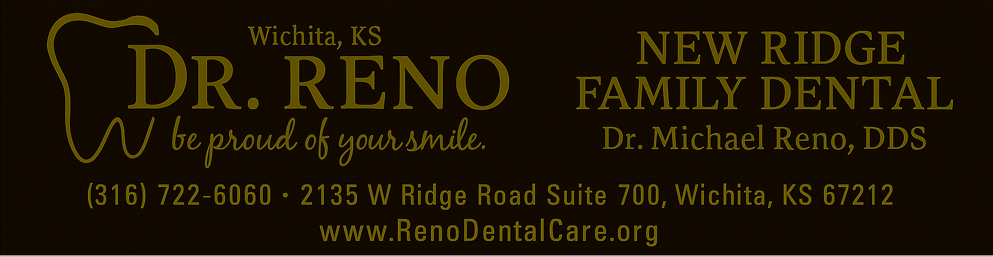 Wichita, KS
DR. RENO
be proud of your smile.
NEW RIDGE
FAMILY DENTAL
Dr. Michael Reno, DDS
(316) 722-6060 • 2135 W Ridge Road Suite 700, Wichita, KS 67212
www.RenoDentalCare.org